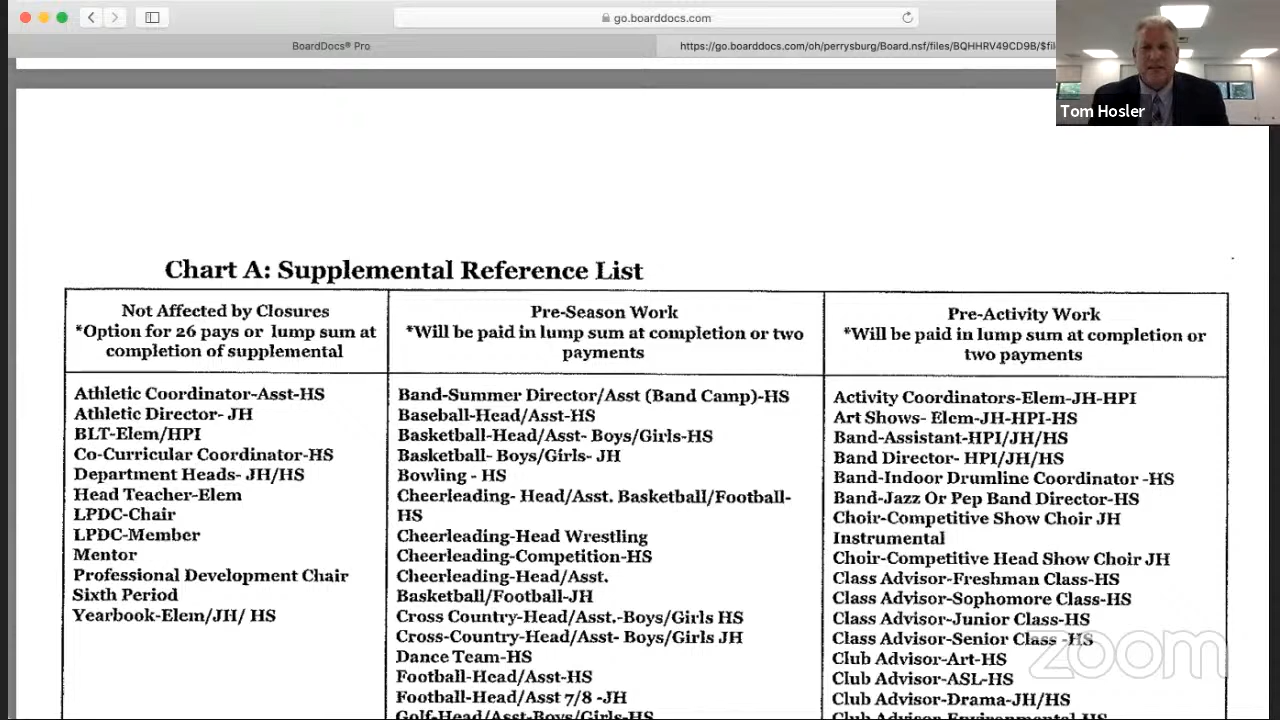 go.boarddocs.com
BoardDocs® Pro
https://go.boarddocs.com/oh/perrysburg/Board.nsf/files/BQHHRV49CD9B/$file
Tom Hosler
Chart A: Supplemental Reference List
Not Affected by Closures
*Option for 26 pays or lump sum at
completion of supplemental
Athletic Coordinator-Asst-HS
Athletic Director- JH
BLT-Elem/HPI
Co-Curricular Coordinator-HS
Department Heads- JH/HS
Head Teacher-Elem
LPDC-Chair
LPDC-Member
Mentor
Professional Development Chair
Sixth Period
Yearbook-Elem/JH/ HS
Pre-Season Work
*Will be paid in lump sum at completion or two
payments
Band-Summer Director/Asst (Band Camp)-HS
Baseball-Head/Asst-HS
Basketball-Head/Asst- Boys/Girls-HS
Basketball- Boys/Girls- JH
Bowling - HS
Cheerleading- Head/Asst. Basketball/Football-
HS
Cheerleading-Head Wrestling
Cheerleading-Competition-HS
Cheerleading-Head/Asst.
Basketball/Football-JH
Cross Country-Head/Asst.-Boys/Girls HS
Cross-Country-Head/Asst- Boys/Girls JH
Dance Team-HS
Football-Head/Asst-HS
Football-Head/Asst 7/8 -JH
Golf-Head/Asst-Boys/Girls-HS
Pre-Activity Work
*Will be paid in lump sum at completion or
two payments
Activity Coordinators-Elem-JH-HPI
Art Shows- Elem-JH-HPI-HS
Band-Assistant-HPI/JH/HS
Band Director- HPI/JH/HS
Band-Indoor Drumline Coordinator -HS
Band-Jazz Or Pep Band Director-HS
Choir-Competitive Show Choir JH
Instrumental
Choir-Competitive Head Show Choir JH
Class Advisor-Freshman Class-HS
Class Advisor-Sophomore Class-HS
Class Advisor-Junior Class-HS
Class Advisor-Senior Class -HS
Club Advisor-Art-HS
Club Advisor-ASL-HS
Club Advisor-Drama-JH/HS
Club Advisor-Environmental-HS
zoom